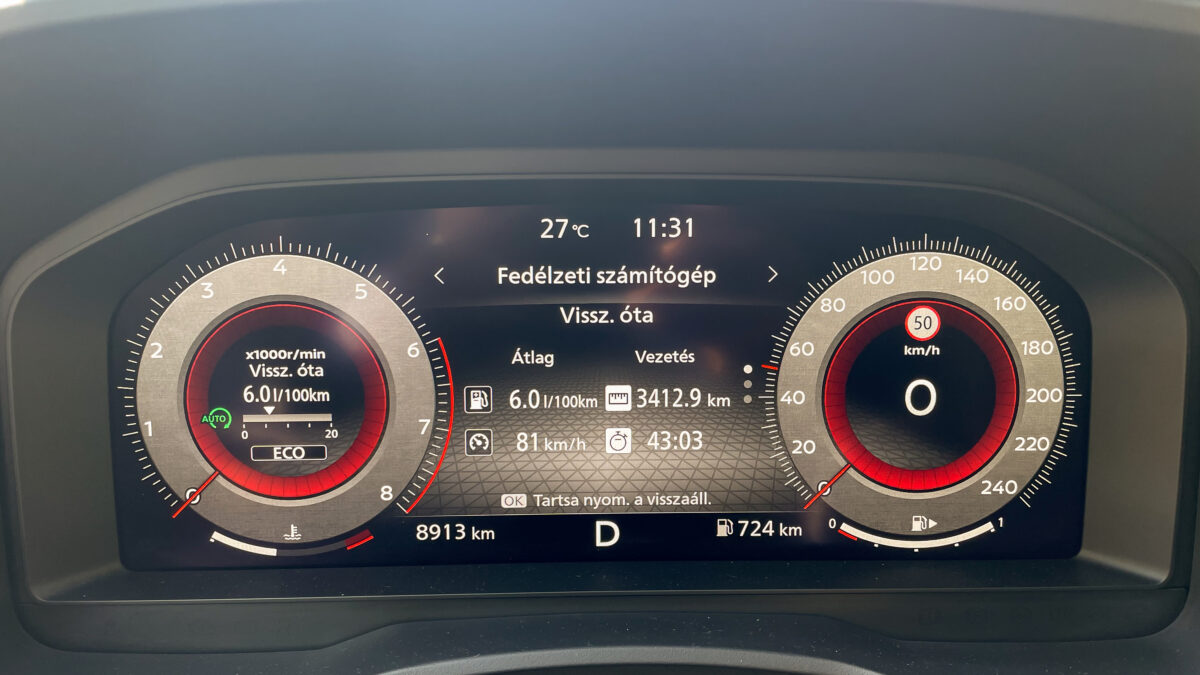 27°C 11:31
Fedélzeti számítógép
Vissz. óta
Átlag Vezetés
6.0 l/100km 3412.9 km
81 km/h 43:03
OK Tartsa nyom. a visszaáll.
8913 km D 724 km
0 1 2 3 4 5 6 7 8
x1000r/min
Vissz. óta
6.0 l/100km
AUTO
0 20
ECO
0 20 40 60 80 100 120 140 160 180 200 220 240
50
km/h
0
0 1